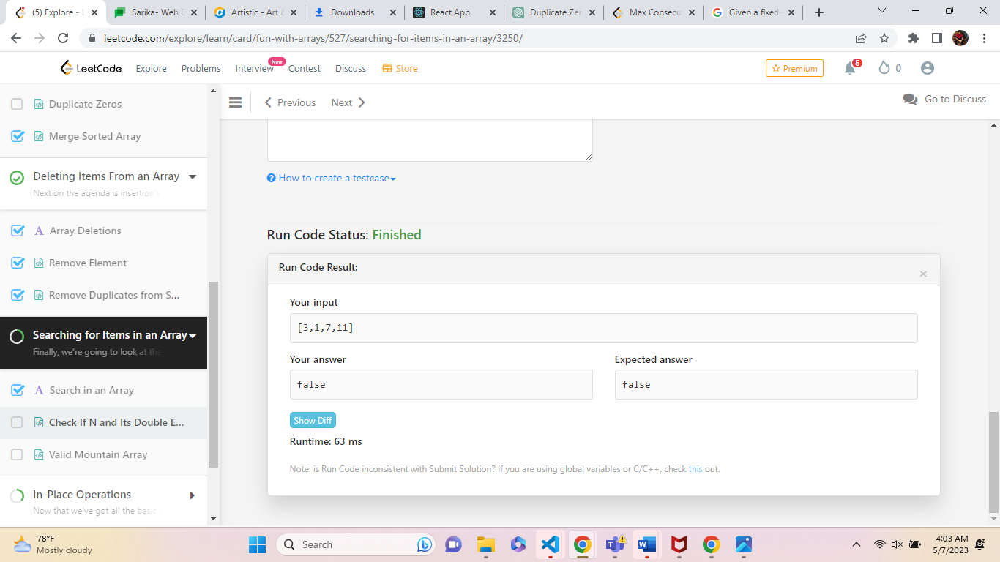 (5) Explore - L
Sarika- Web D
Artistic - Art &
Downloads
React App
Duplicate Zer
Max Consecu
Given a fixed-
leetcode.com/explore/learn/card/fun-with-arrays/527/searching-for-items-in-an-array/3250/
LeetCode
Explore
Problems
Interview
New
Contest
Discuss
Store
Premium
5
0
Duplicate Zeros
Merge Sorted Array
Deleting Items From an Array
Next on the agenda is insertion's
A Array Deletions
Remove Element
Remove Duplicates from S...
Searching for Items in an Array
Finally, we're going to look at the
A Search in an Array
Check If N and Its Double E...
Valid Mountain Array
In-Place Operations
Now that we've got all the basic
Previous
Next
Go to Discuss
How to create a testcase
Run Code Status: Finished
Run Code Result:
×
Your input
[3,1,7,11]
Your answer
Expected answer
false
false
Show Diff
Runtime: 63 ms
Note: is Run Code inconsistent with Submit Solution? If you are using global variables or C/C++, check this out.
78°F
Mostly cloudy
Search
4:03 AM
5/7/2023